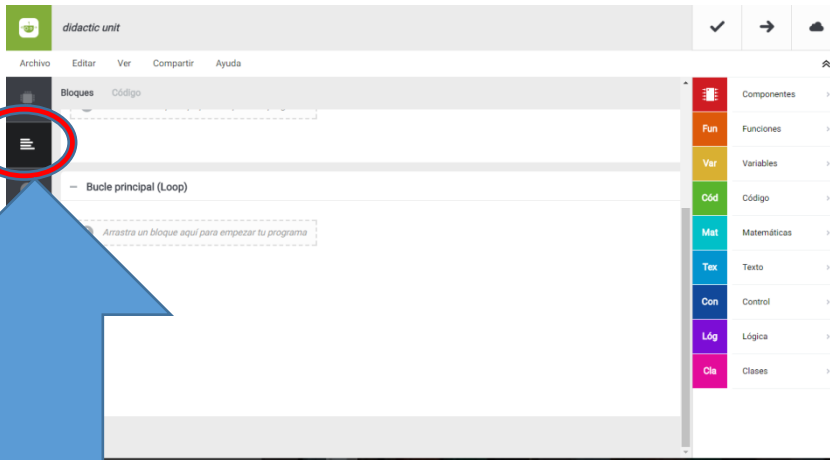 didactic unit
Archivo Editar Ver Compartir Ayuda
Bloques Código
Bucle principal (Loop)
Arrastra un bloque aquí para empezar tu programa
Componentes
Fun Funciones
Var Variables
Cód Código
Mat Matemáticas
Tex Texto
Con Control
Lóg Lógica
Cla Clases